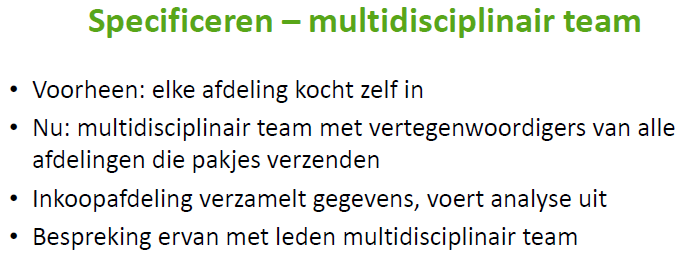 Specificeren – multidisciplinair team
• Voorheen: elke afdeling kocht zelf in
• Nu: multidisciplinair team met vertegenwoordigers van alle
afdelingen die pakjes verzenden
• Inkoopafdeling verzamelt gegevens, voert analyse uit
• Bespreking ervan met leden multidisciplinair team